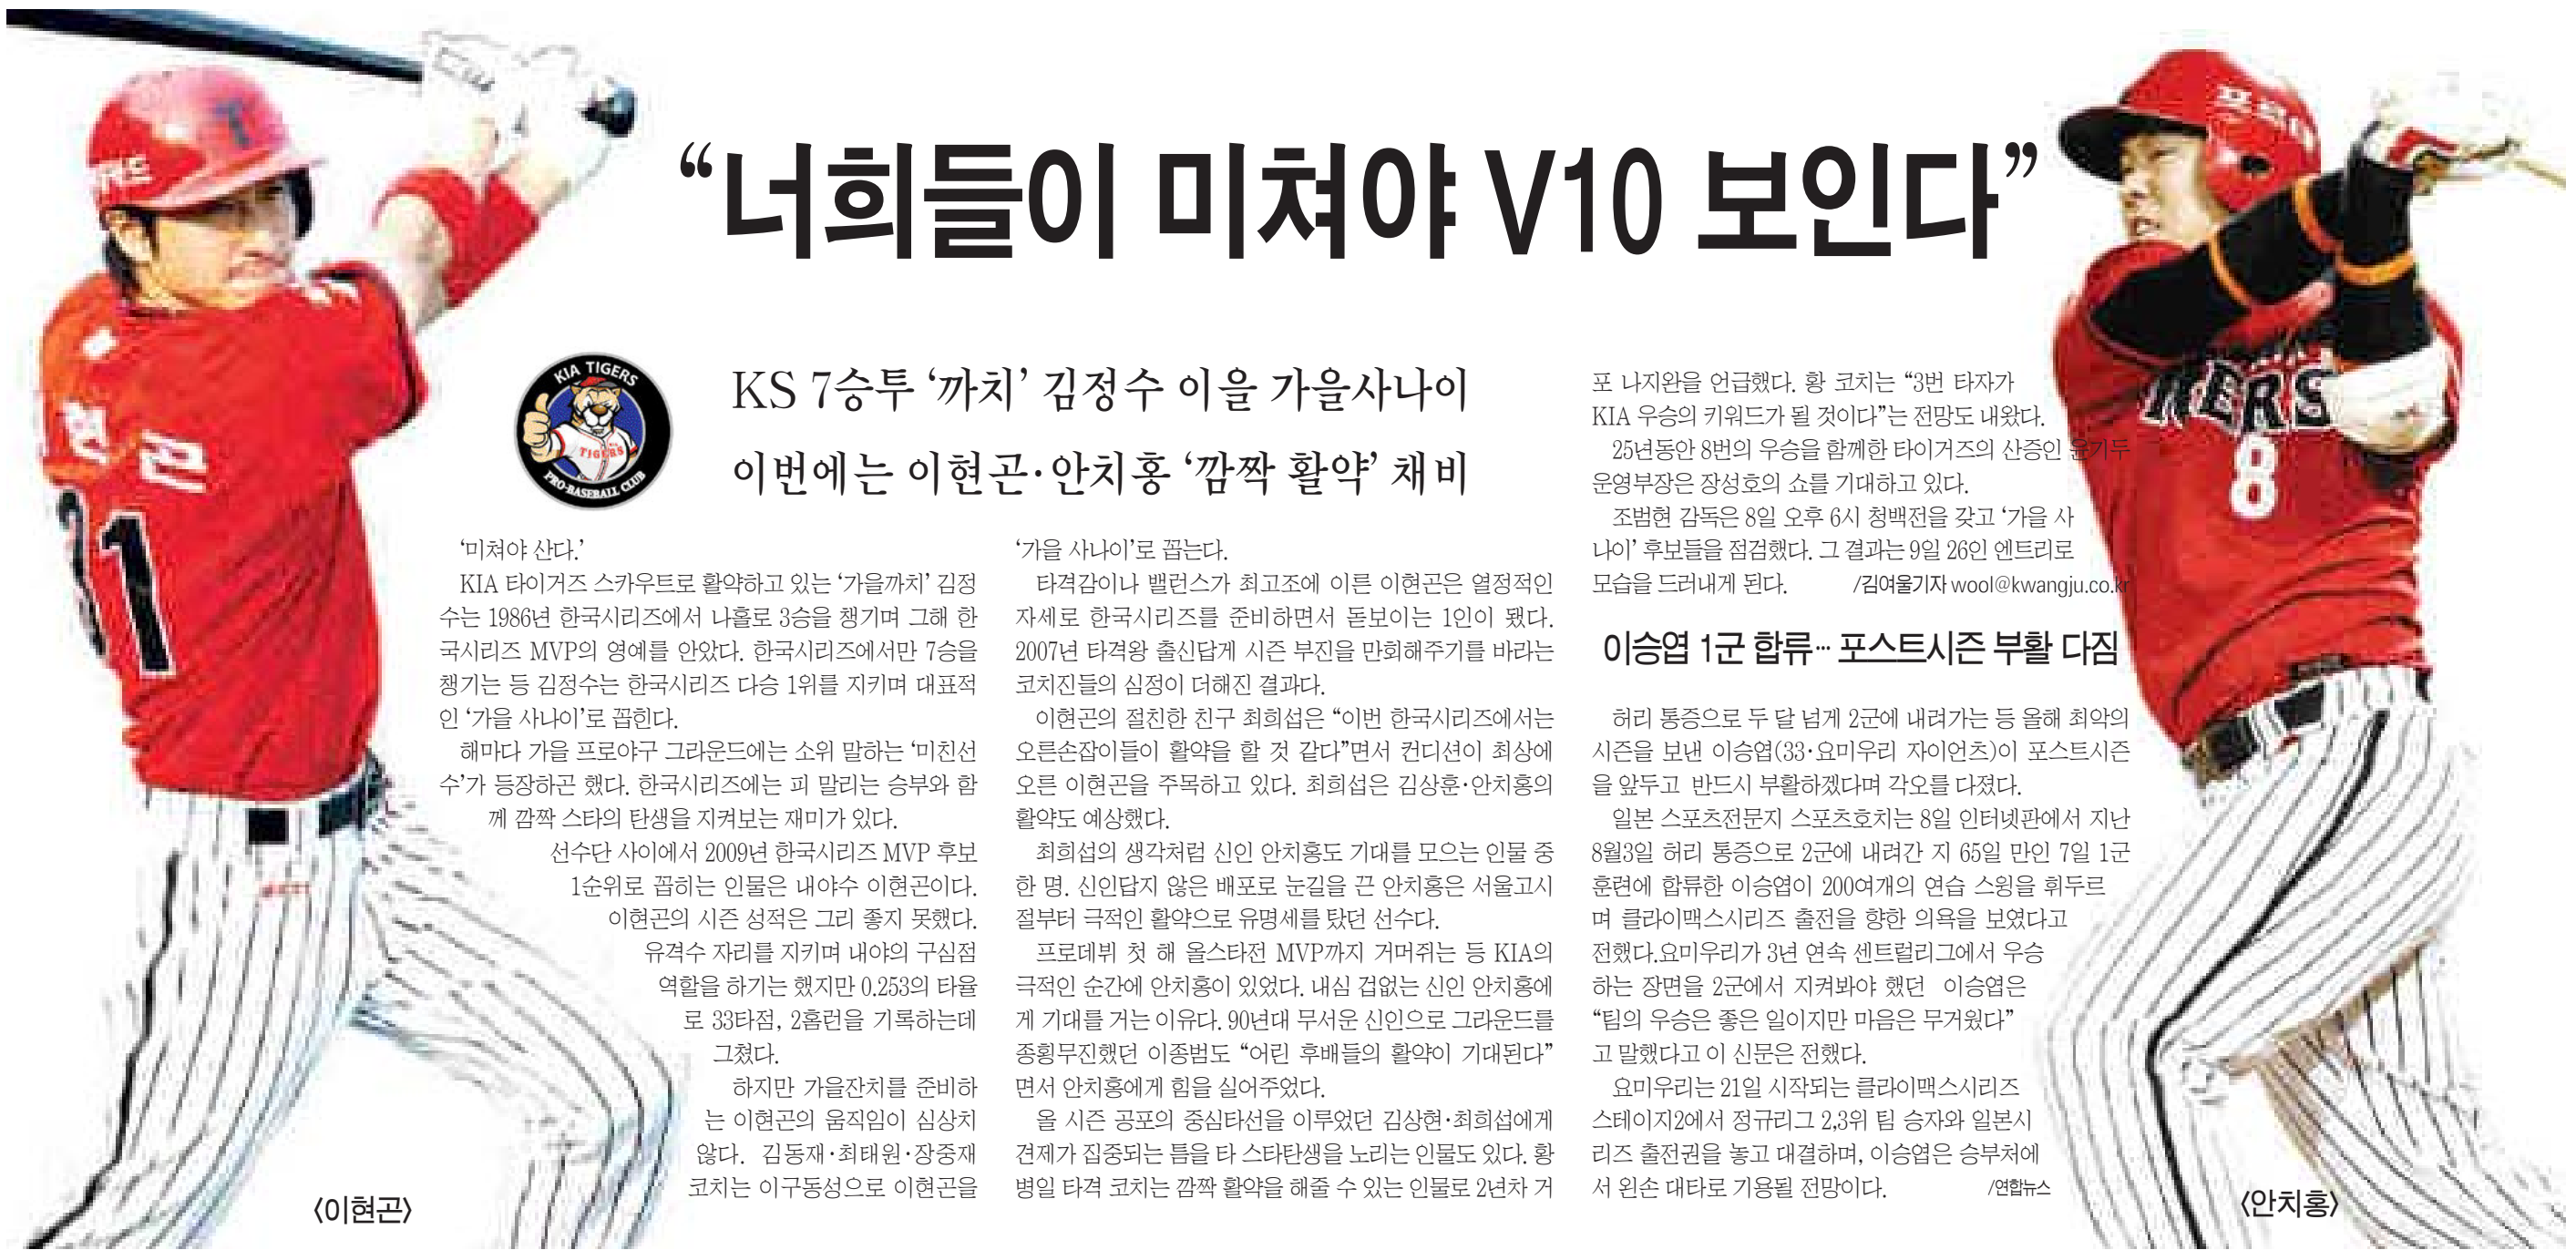 “너희들이 미쳐야 V10 보인다”
KIA TIGERS
TIGERS
PRO-BASEBALL CLUB
KS 7승투 ‘까치’ 김정수 이을 가을사나이
이번에는 이현곤·안치홍 ‘깜짝 활약’ 채비
‘미쳐야 산다.’
KIA 타이거즈 스카우트로 활약하고 있는 ‘가을까치’ 김정
수는 1986년 한국시리즈에서 나홀로 3승을 챙기며 그해 한
국시리즈 MVP의 영예를 안았다. 한국시리즈에서만 7승을
챙기는 등 김정수는 한국시리즈 다승 1위를 지키며 대표적
인 ‘가을 사나이’로 꼽힌다.
해마다 가을 프로야구 그라운드에는 소위 말하는 ‘미친선
수’가 등장하곤 했다. 한국시리즈에는 피 말리는 승부와 함
께 깜짝 스타의 탄생을 지켜보는 재미가 있다.
선수단 사이에서 2009년 한국시리즈 MVP 후보
1순위로 꼽히는 인물은 내야수 이현곤이다.
이현곤의 시즌 성적은 그리 좋지 못했다.
유격수 자리를 지키며 내야의 구심점
역할을 하기는 했지만 0.253의 타율
로 33타점, 2홈런을 기록하는데
그쳤다.
하지만 가을잔치를 준비하
는 이현곤의 움직임이 심상치
않다. 김동재·최태원·장중재
코치는 이구동성으로 이현곤을
‘가을 사나이’로 꼽는다.
타격감이나 밸런스가 최고조에 이른 이현곤은 열정적인
자세로 한국시리즈를 준비하면서 돋보이는 1인이 됐다.
2007년 타격왕 출신답게 시즌 부진을 만회해주기를 바라는
코치진들의 심정이 더해진 결과다.
이현곤의 절친한 친구 최희섭은 “이번 한국시리즈에서는
오른손잡이들이 활약을 할 것 같다”면서 컨디션이 최상에
오른 이현곤을 주목하고 있다. 최희섭은 김상훈·안치홍의
활약도 예상했다.
최희섭의 생각처럼 신인 안치홍도 기대를 모으는 인물 중
한 명. 신인답지 않은 배포로 눈길을 끈 안치홍은 서울고시
절부터 극적인 활약으로 유명세를 탔던 선수다.
프로데뷔 첫 해 올스타전 MVP까지 거머쥐는 등 KIA의
극적인 순간에 안치홍이 있었다. 내심 겁없는 신인 안치홍에
게 기대를 거는 이유다. 90년대 무서운 신인으로 그라운드를
종횡무진했던 이종범도 “어린 후배들의 활약이 기대된다”
면서 안치홍에게 힘을 실어주었다.
올 시즌 공포의 중심타선을 이루었던 김상현·최희섭에게
견제가 집중되는 틈을 타 스타탄생을 노리는 인물도 있다. 황
병일 타격 코치는 깜짝 활약을 해줄 수 있는 인물로 2년차 거
포 나지완을 언급했다. 황 코치는 “3번 타자가
KIA 우승의 키워드가 될 것이다”는 전망도 내왔다.
25년동안 8번의 우승을 함께한 타이거즈의 산증인 윤기두
운영부장은 장성호의 쇼를 기대하고 있다.
조범현 감독은 8일 오후 6시 청백전을 갖고 ‘가을 사
나이’ 후보들을 점검했다. 그 결과는 9일 26인 엔트리로
모습을 드러내게 된다. /김여울기자 wool@kwangju.co.kr
이승엽 1군 합류… 포스트시즌 부활 다짐
허리 통증으로 두 달 넘게 2군에 내려가는 등 올해 최악의
시즌을 보낸 이승엽(33·요미우리 자이언츠)이 포스트시즌
을 앞두고 반드시 부활하겠다며 각오를 다졌다.
일본 스포츠전문지 스포츠호치는 8일 인터넷판에서 지난
8월3일 허리 통증으로 2군에 내려간 지 65일 만인 7일 1군
훈련에 합류한 이승엽이 200여개의 연습 스윙을 휘두르
며 클라이맥스시리즈 출전을 향한 의욕을 보였다고
전했다.요미우리가 3년 연속 센트럴리그에서 우승
하는 장면을 2군에서 지켜봐야 했던 이승엽은
“팀의 우승은 좋은 일이지만 마음은 무거웠다”
고 말했다고 이 신문은 전했다.
요미우리는 21일 시작되는 클라이맥스시리즈
스테이지2에서 정규리그 2,3위 팀 승자와 일본시
리즈 출전권을 놓고 대결하며, 이승엽은 승부처에
서 왼손 대타로 기용될 전망이다. /연합뉴스
〈이현곤〉
〈안치홍〉
현곤
1
ERS
8